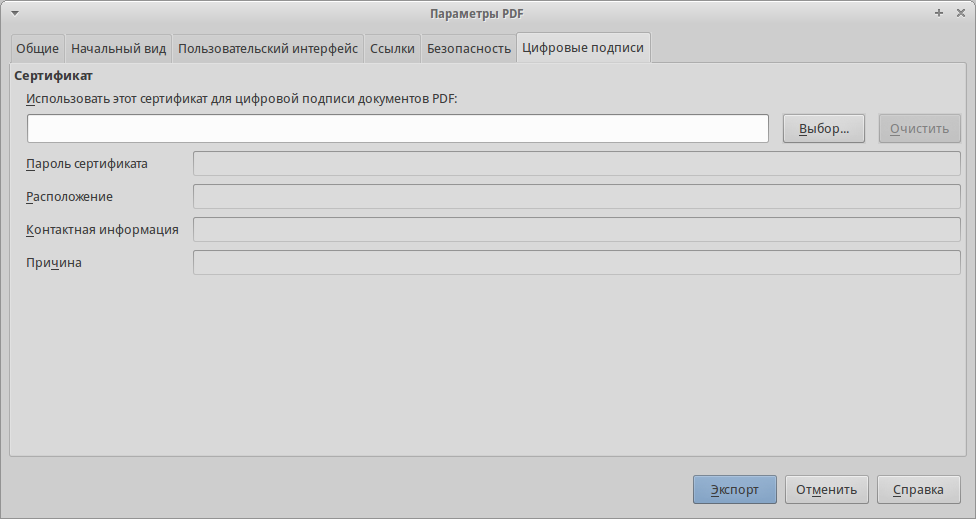 Параметры PDF
Общие Начальный вид Пользовательский интерфейс Ссылки Безопасность Цифровые подписи
Сертификат
Использовать этот сертификат для цифровой подписи документов PDF:
Выбор... Очистить
Пароль сертификата
Расположение
Контактная информация
Причина
Экспорт Отменить Справка